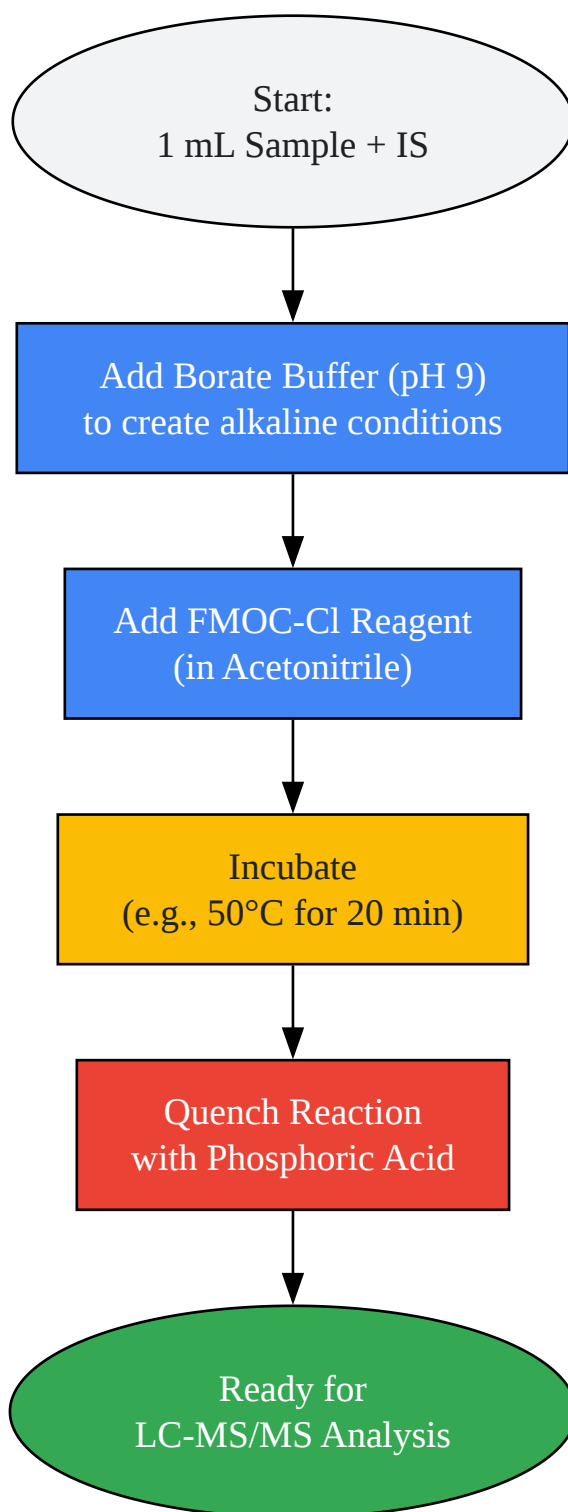 Start:
1 mL Sample + IS
Add Borate Buffer (pH 9)
to create alkaline conditions
Add FMOC-Cl Reagent
(in Acetonitrile)
Incubate
(e.g., 50°C for 20 min)
Quench Reaction
with Phosphoric Acid
Ready for
LC-MS/MS Analysis